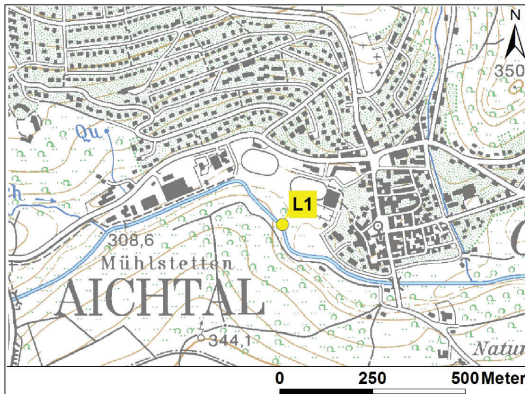 N
350
Qu
L1
308,6
Mühlstetten
AICHTAL
344,1
Natur
0 250 500 Meter